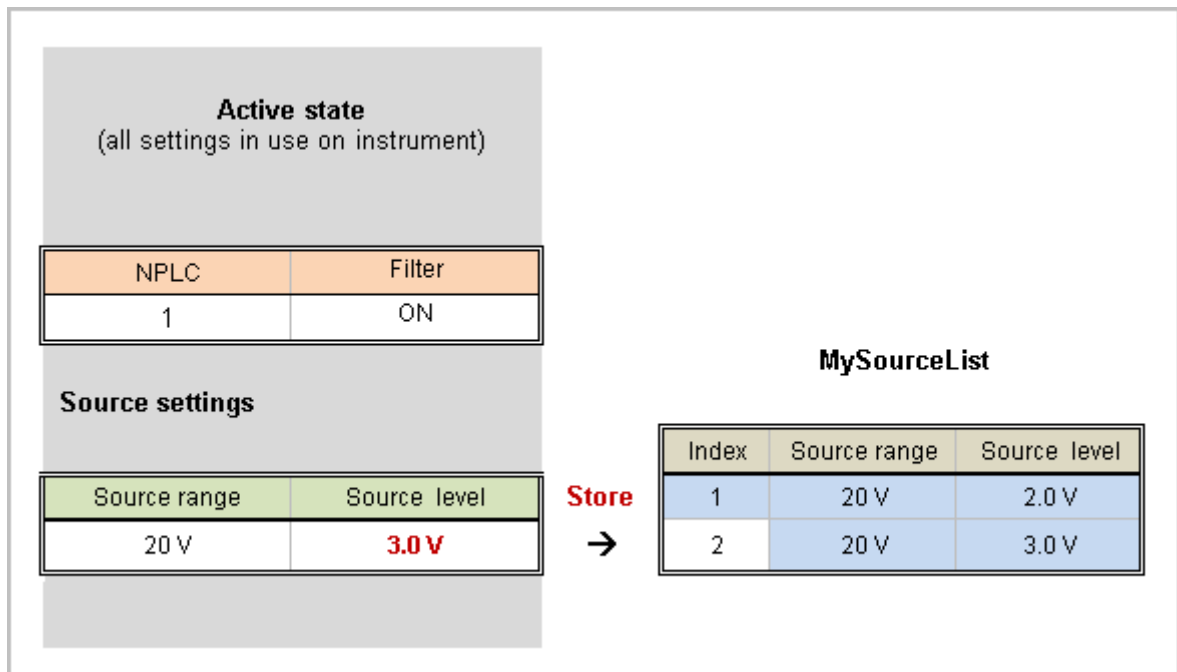 Active state
(all settings in use on instrument)
NPLC Filter
1 ON
MySourceList
Source settings
Index Source range Source level
Source range Source level Store 1 20 V 2.0 V
20 V 3.0 V → 2 20 V 3.0 V